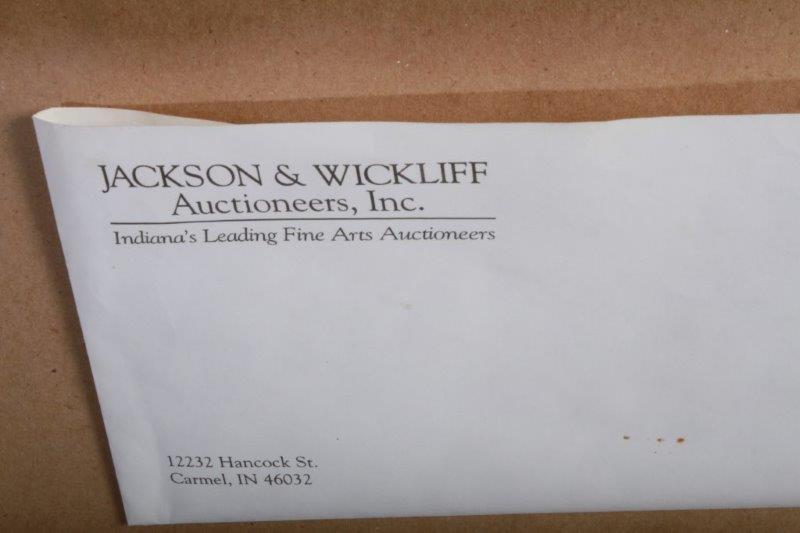 JACKSON & WICKLIFF
Auctioneers, Inc.
Indiana's Leading Fine Arts Auctioneers
12232 Hancock St.
Carmel, IN 46032